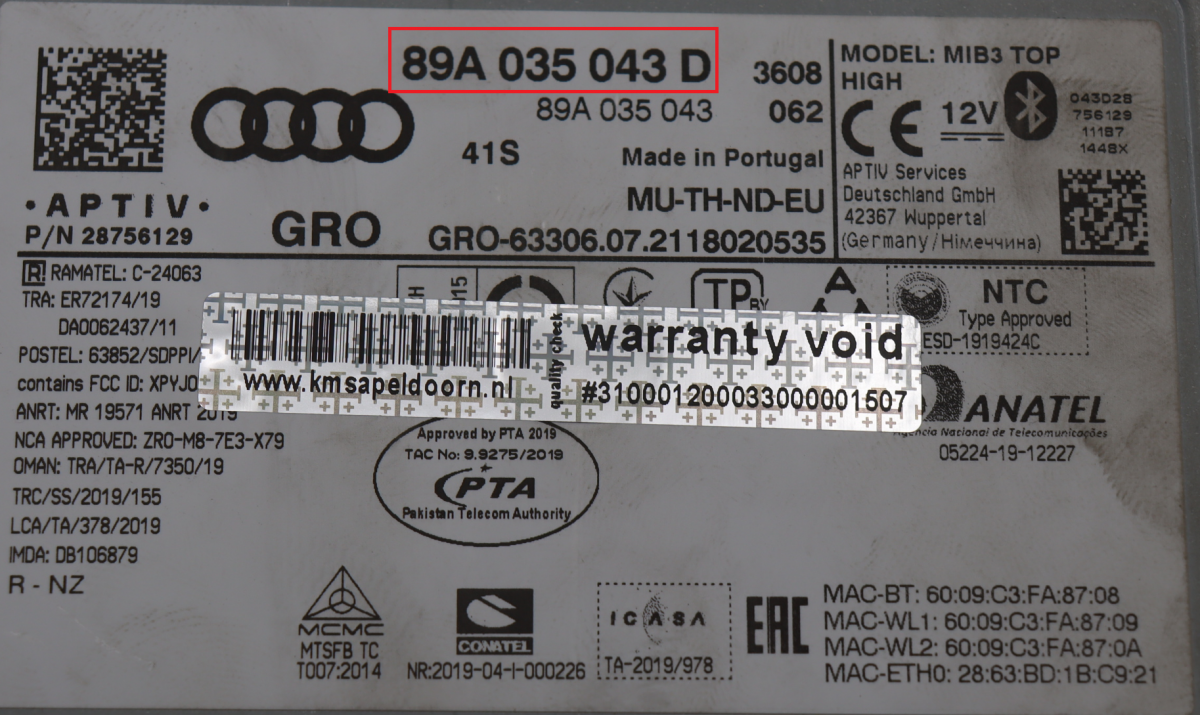 89A 035 043 D
3608
89A 035 043
062
41S
Made in Portugal
MU-TH-ND-EU
GRO
GRO-63306.07.2118020535
•APTIV•
P/N 28756129
MODEL: MIB3 TOP
HIGH
CE 12V
043D28
756129
11187
1448X
APTIV Services
Deutschland GmbH
42367 Wuppertal
(Germany/Німеччина)
R RAMATEL: C-24063
TRA: ER72174/19
DA0062437/11
POSTEL: 63852/SDPPI/
contains FCC ID: XPYJO
ANRT: MR 19571 ANRT 2019
NCA APPROVED: ZRO-M8-7E3-X79
OMAN: TRA/TA-R/7350/19
TRC/SS/2019/155
LCA/TA/378/2019
IMDA: DB106879
R - NZ
H
15
TP BY
NTC
Type Approved
ESD-1919424C
quality check
warranty void
www.kmsapeldoorn.nl
#310001200033000001507
ANATEL
Agência Nacional de Telecomunicações
05224-19-12227
Approved by PTA 2019
TAC No: 9.9275/2019
PTA
Pakistan Telecom Authority
MCMC
MTSFB TC
T007:2014
CONATEL
NR:2019-04-I-000226
ICASA
TA-2019/978
EAC
MAC-BT: 60:09:C3:FA:87:08
MAC-WL1: 60:09:C3:FA:87:09
MAC-WL2: 60:09:C3:FA:87:0A
MAC-ETH0: 28:63:BD:1B:C9:21